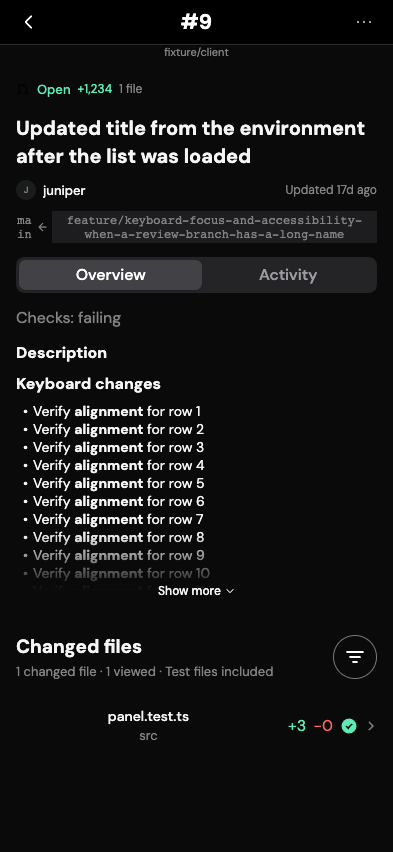 #9
fixture/client
Open +1,234 1 file
Updated title from the environment
after the list was loaded
J juniper Updated 17d ago
ma
in
← feature/keyboard-focus-and-accessibility-
when-a-review-branch-has-a-long-name
Overview Activity
Checks: failing
Description
Keyboard changes
• Verify alignment for row 1
• Verify alignment for row 2
• Verify alignment for row 3
• Verify alignment for row 4
• Verify alignment for row 5
• Verify alignment for row 6
• Verify alignment for row 7
• Verify alignment for row 8
• Verify alignment for row 9
• Verify alignment for row 10
Show more
Changed files
1 changed file · 1 viewed · Test files included
panel.test.ts
src
+3 -0